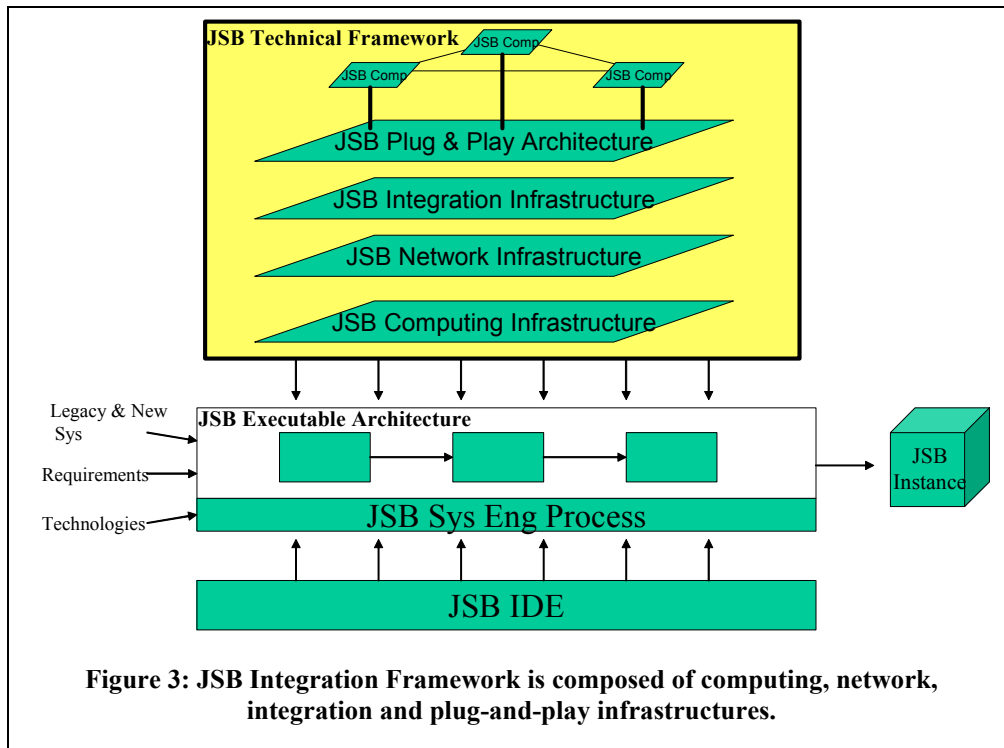 JSB Technical Framework
JSB Comp
JSB Comp
JSB Comp
JSB Plug & Play Architecture
JSB Integration Infrastructure
JSB Network Infrastructure
JSB Computing Infrastructure
Legacy & New
Sys
Requirements
Technologies
JSB Executable Architecture
JSB Sys Eng Process
JSB
Instance
JSB IDE
Figure 3: JSB Integration Framework is composed of computing, network,
integration and plug-and-play infrastructures.